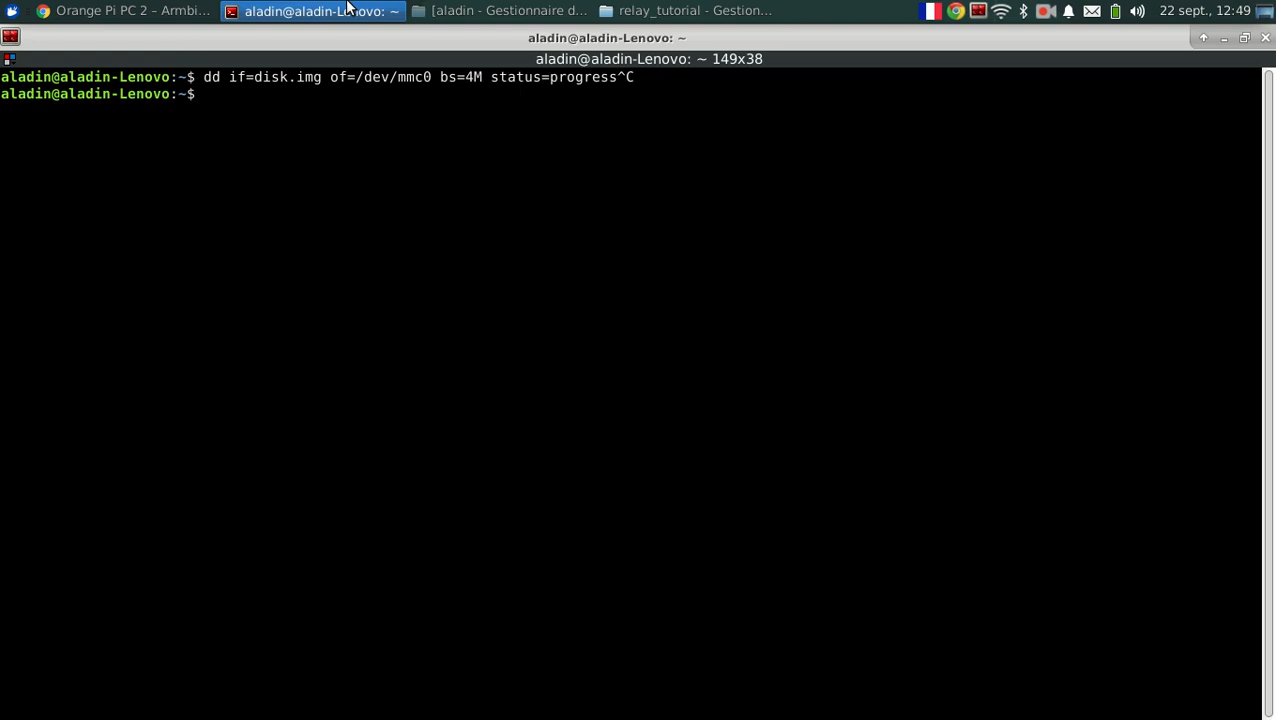 Orange Pi PC 2 – Armbi... aladin@aladin-Lenovo: ~ [aladin - Gestionnaire d... relay_tutorial - Gestion... 22 sept., 12:49
aladin@aladin-Lenovo: ~
aladin@aladin-Lenovo: ~ 149x38
aladin@aladin-Lenovo:~$ dd if=disk.img of=/dev/mmc0 bs=4M status=progress^C
aladin@aladin-Lenovo:~$